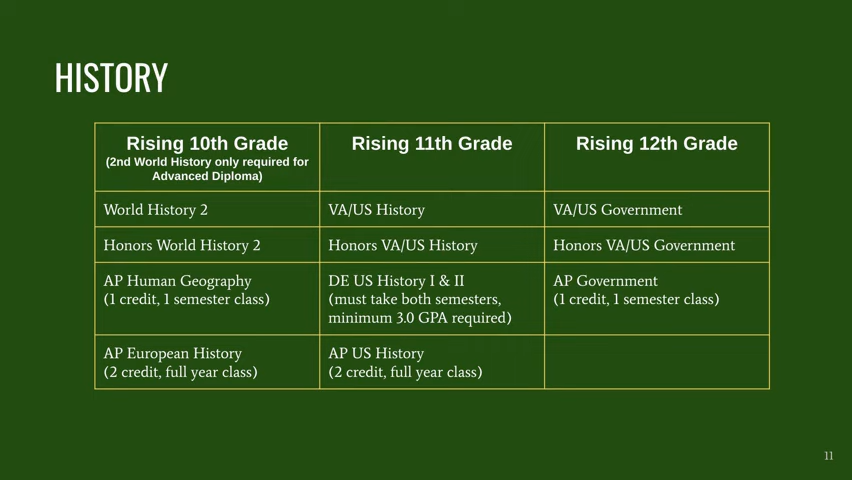 HISTORY
Rising 10th Grade
(2nd World History only required for
Advanced Diploma)
Rising 11th Grade
Rising 12th Grade
World History 2
VA/US History
VA/US Government
Honors World History 2
Honors VA/US History
Honors VA/US Government
AP Human Geography
(1 credit, 1 semester class)
DE US History I & II
(must take both semesters,
minimum 3.0 GPA required)
AP Government
(1 credit, 1 semester class)
AP European History
(2 credit, full year class)
AP US History
(2 credit, full year class)
11